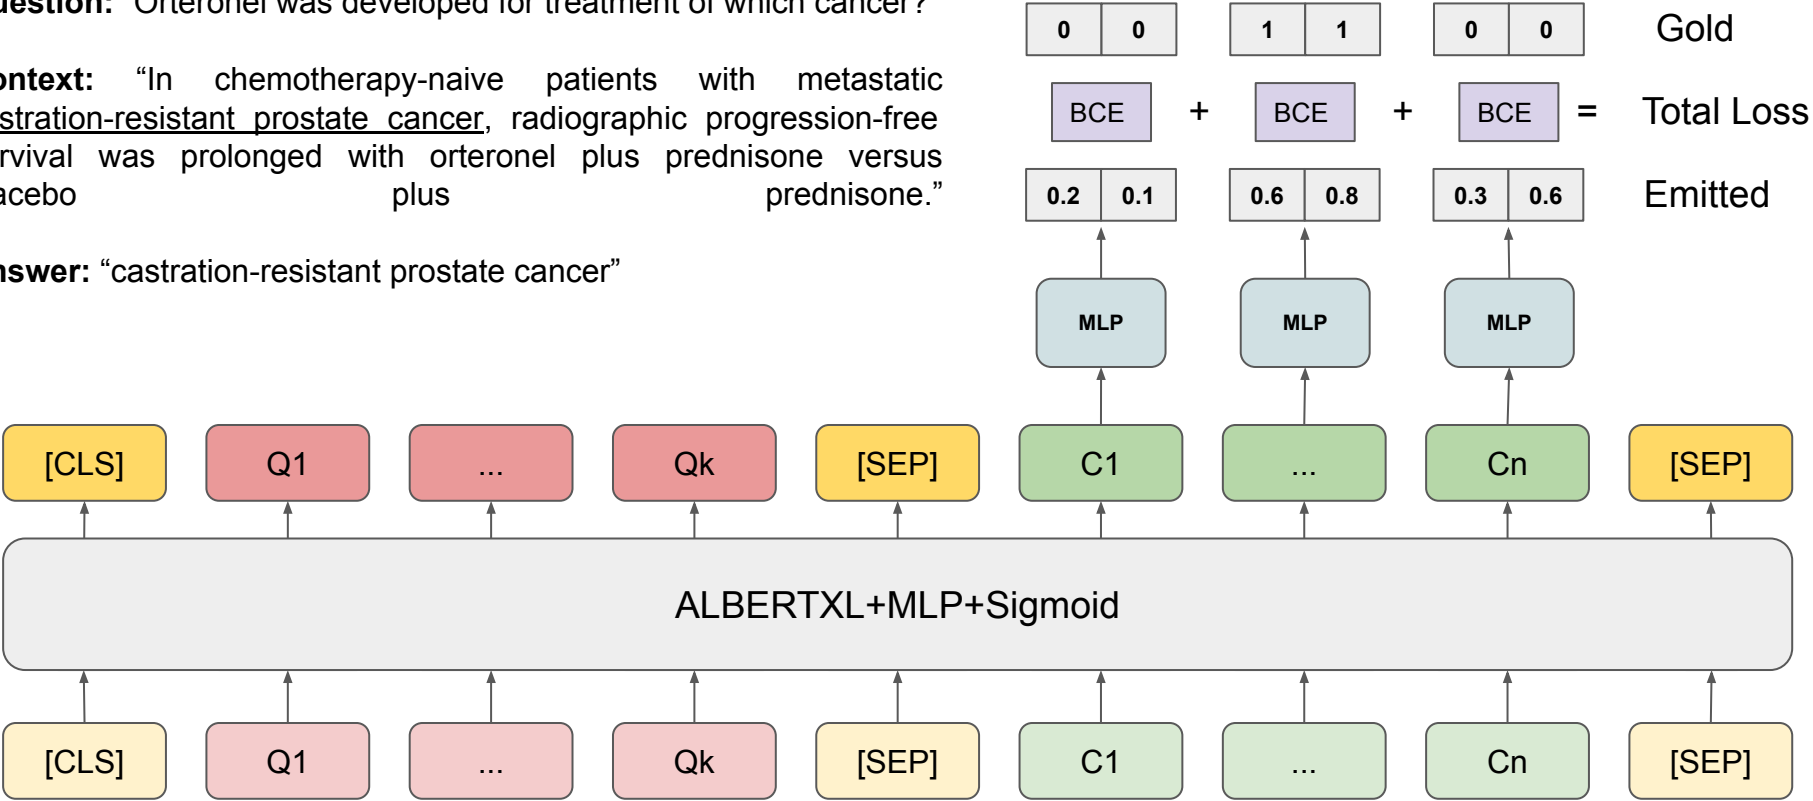 uestion: “Orteronel was developed for treatment of which cancer?”
ontext: “In chemotherapy-naive patients with metastatic
stration-resistant prostate cancer, radiographic progression-free
rvival was prolonged with orteronel plus prednisone versus
acebo plus prednisone.”
nswer: “castration-resistant prostate cancer”
0 0 1 1 0 0 Gold
BCE + BCE + BCE = Total Loss
0.2 0.1 0.6 0.8 0.3 0.6 Emitted
MLP MLP MLP
[CLS] Q1 ... Qk [SEP] C1 ... Cn [SEP]
ALBERTXL+MLP+Sigmoid
[CLS] Q1 ... Qk [SEP] C1 ... Cn [SEP]